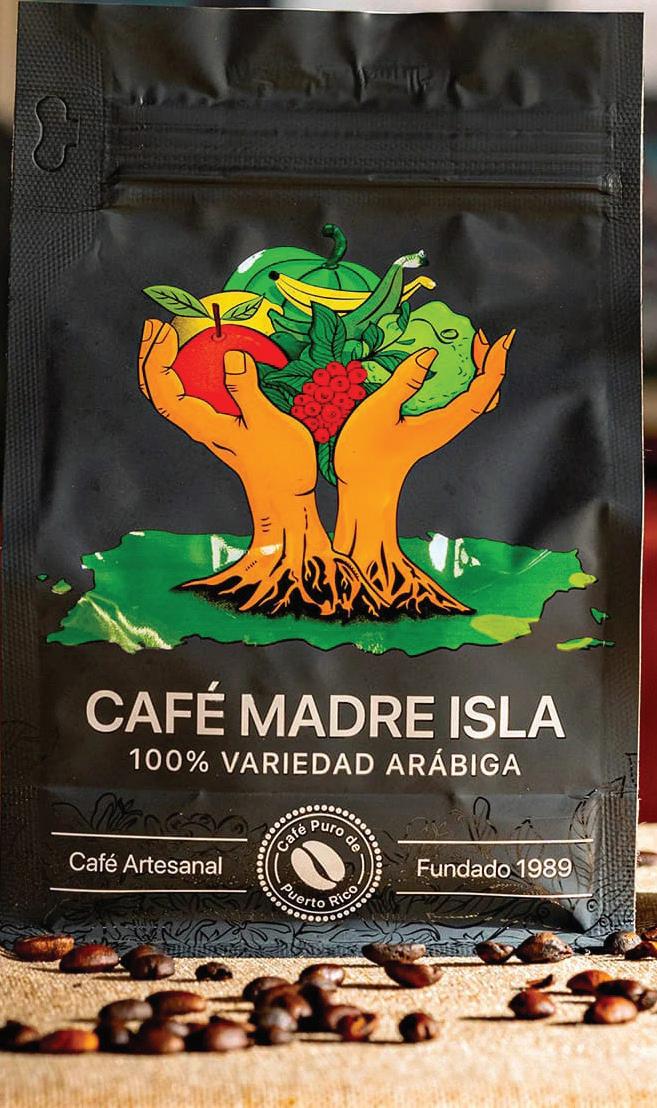 CAFÉ MADRE ISLA
100% VARIEDAD ARÁBIGA
Café Artesanal
Café Puro de
Puerto Rico
Fundado 1989